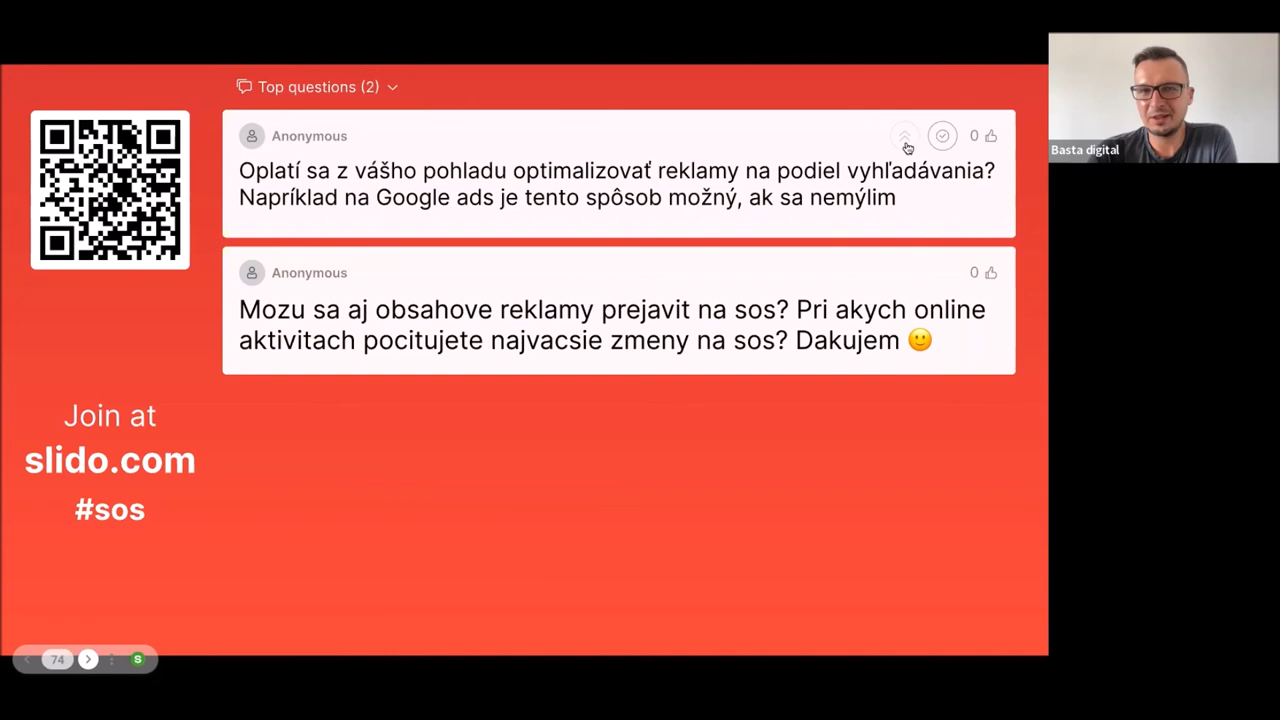 Top questions (2)
Anonymous
0
Oplatí sa z vášho pohladu optimalizovať reklamy na podiel vyhľadávania?
Napríklad na Google ads je tento spôsob možný, ak sa nemýlim
Anonymous
0
Mozu sa aj obsahove reklamy prejavit na sos? Pri akych online
aktivitach pocitujete najvacsie zmeny na sos? Dakujem 🙂
Join at
slido.com
#sos
74
S
Basta digital